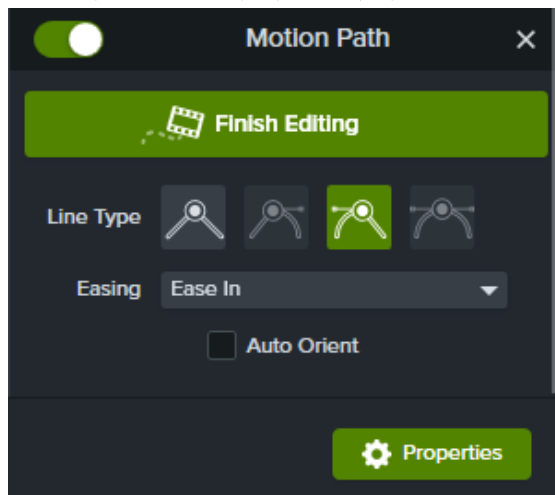 Motion Path
Finish Editing
Line Type
Easing Ease In
Auto Orient
Properties